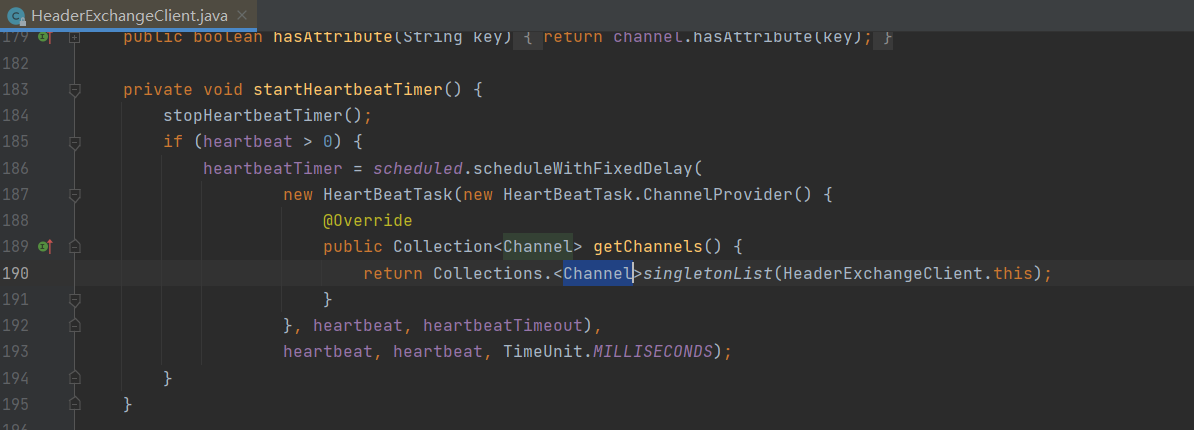 HeaderExchangeClient.java
179 public boolean hasAttribute(String key) { return channel.hasAttribute(key); }
182
183 private void startHeartbeatTimer() {
184 stopHeartbeatTimer();
185 if (heartbeat > 0) {
186 heartbeatTimer = scheduled.scheduleWithFixedDelay(
187 new HeartBeatTask(new HeartBeatTask.ChannelProvider() {
188 @Override
189 public Collection<Channel> getChannels() {
190 return Collections.<Channel>singletonList(HeaderExchangeClient.this);
191 }
192 }, heartbeat, heartbeatTimeout),
193 heartbeat, heartbeat, TimeUnit.MILLISECONDS);
194 }
195 }
196